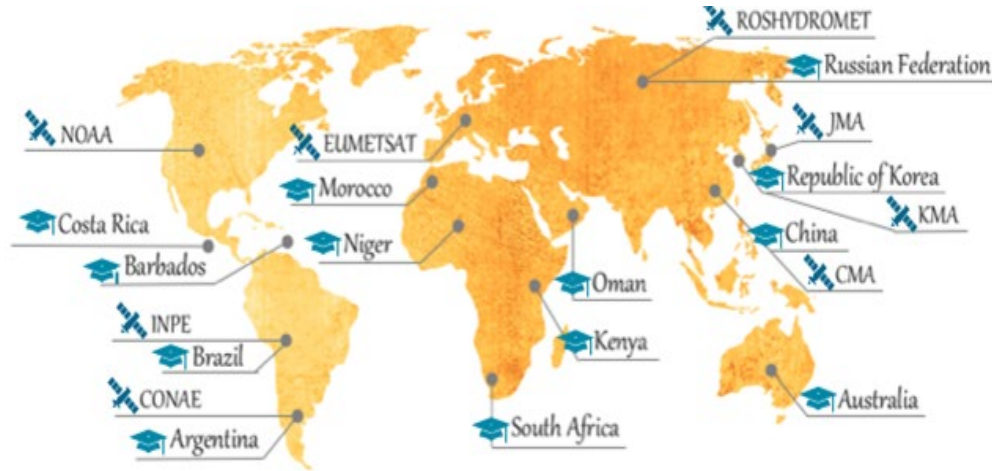 ROSHYDROMET
Russian Federation
NOAA
EUMETSAT
JMA
Morocco
Republic of Korea
KMA
Costa Rica
Barbados
Niger
China
Oman
CMA
INPE
Brazil
Kenya
CONAE
Argentina
South Africa
Australia